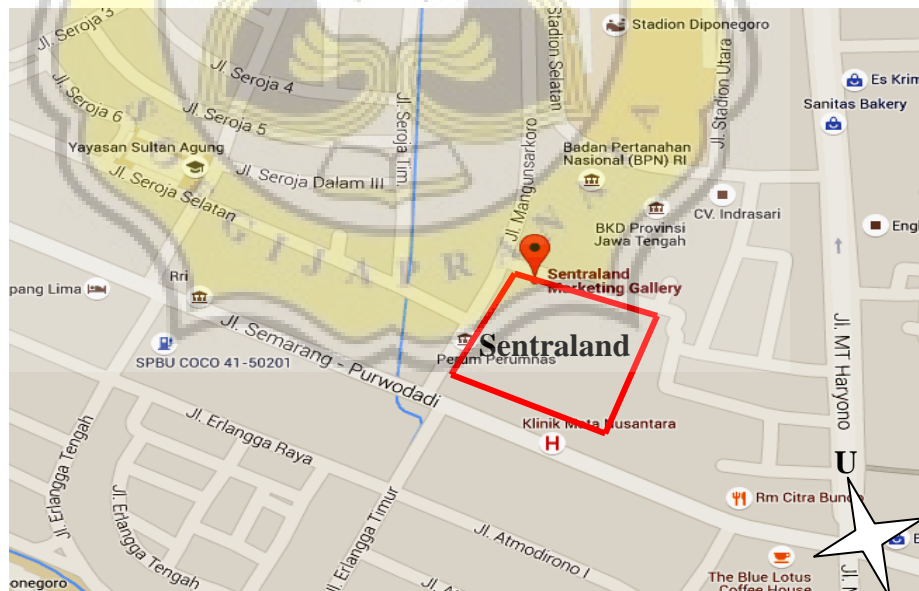 Jl. Seroja 3
Stadion Diponegoro
Stadion Selatan
Jl. Stadion Utara
Es Krim
Jl. Seroja 4
Sanitas Bakery
Jl. Seroja 6
Jl. Seroja 5
Jl. Seroja Tim.
Yayasan Sultan Agung
Badan Pertanahan
Nasional (BPN) RI
Jl. Mangunsarkoro
Jl. Seroja Dalam III
Jl. Seroja Selatan
CV. Indrasari
BKD Provinsi
Jawa Tengah
SOEGIJAPRANATA
Rri
Sentraland
Marketing Gallery
pang Lima
Jl. Semarang - Purwodadi
Jl. MT Haryono
Sentraland
Perum Perumnas
SPBU COCO 41-50201
Klinik Mata Nusantara
Jl. Erlangga Raya
Jl. Erlangga Tengah
Jl. Erlangga Tengah
U
Rm Citra Bundo
Jl. Erlangga Timur
Jl. Atmodirono I
The Blue Lotus
Coffee House
onegoro